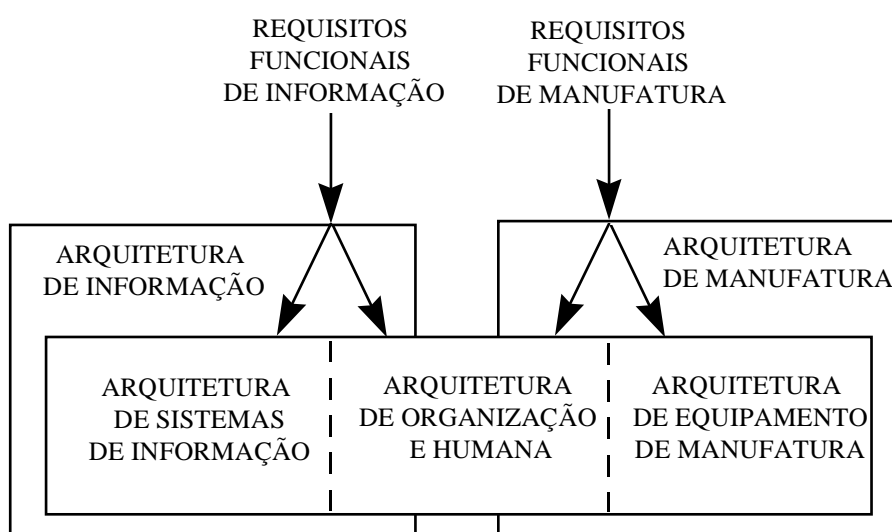 REQUISITOS
FUNCIONAIS
DE INFORMAÇÃO
REQUISITOS
FUNCIONAIS
DE MANUFATURA
ARQUITETURA
DE INFORMAÇÃO
ARQUITETURA
DE MANUFATURA
ARQUITETURA
DE SISTEMAS
DE INFORMAÇÃO
ARQUITETURA
DE ORGANIZAÇÃO
E HUMANA
ARQUITETURA
DE EQUIPAMENTO
DE MANUFATURA